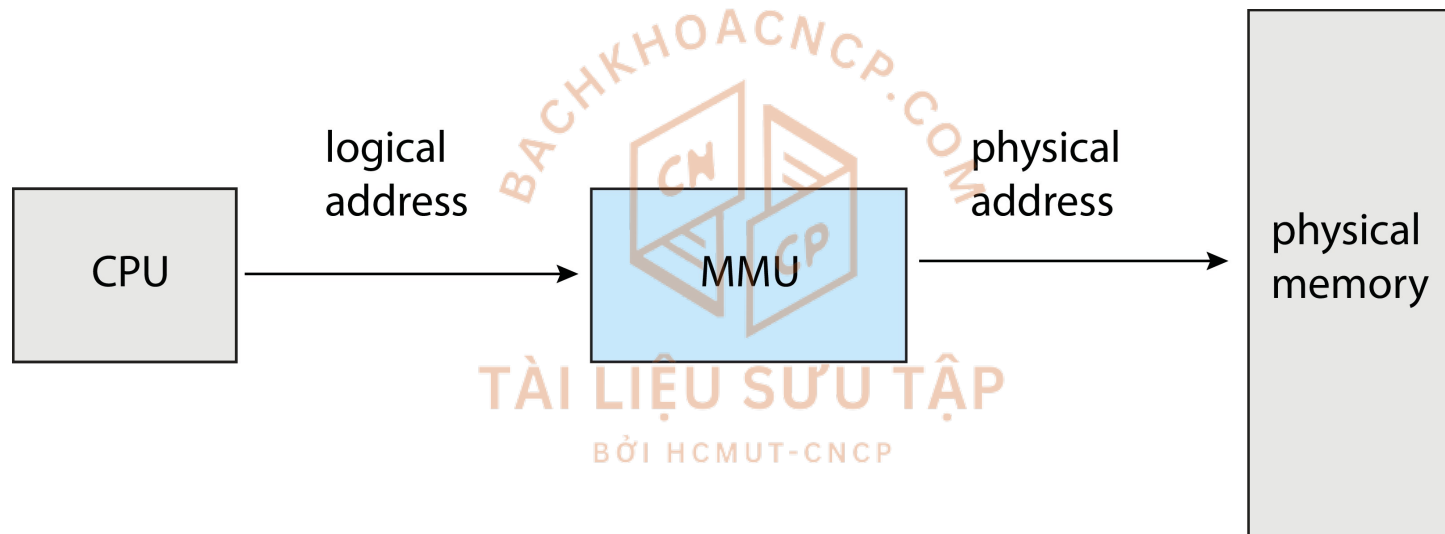 BACHKHOACNCP.COM
logical
address
physical
address
CPU
CN
CP
MMU
physical
memory
TÀI LIỆU SƯU TẬP
BỞI HCMUT-CNCP